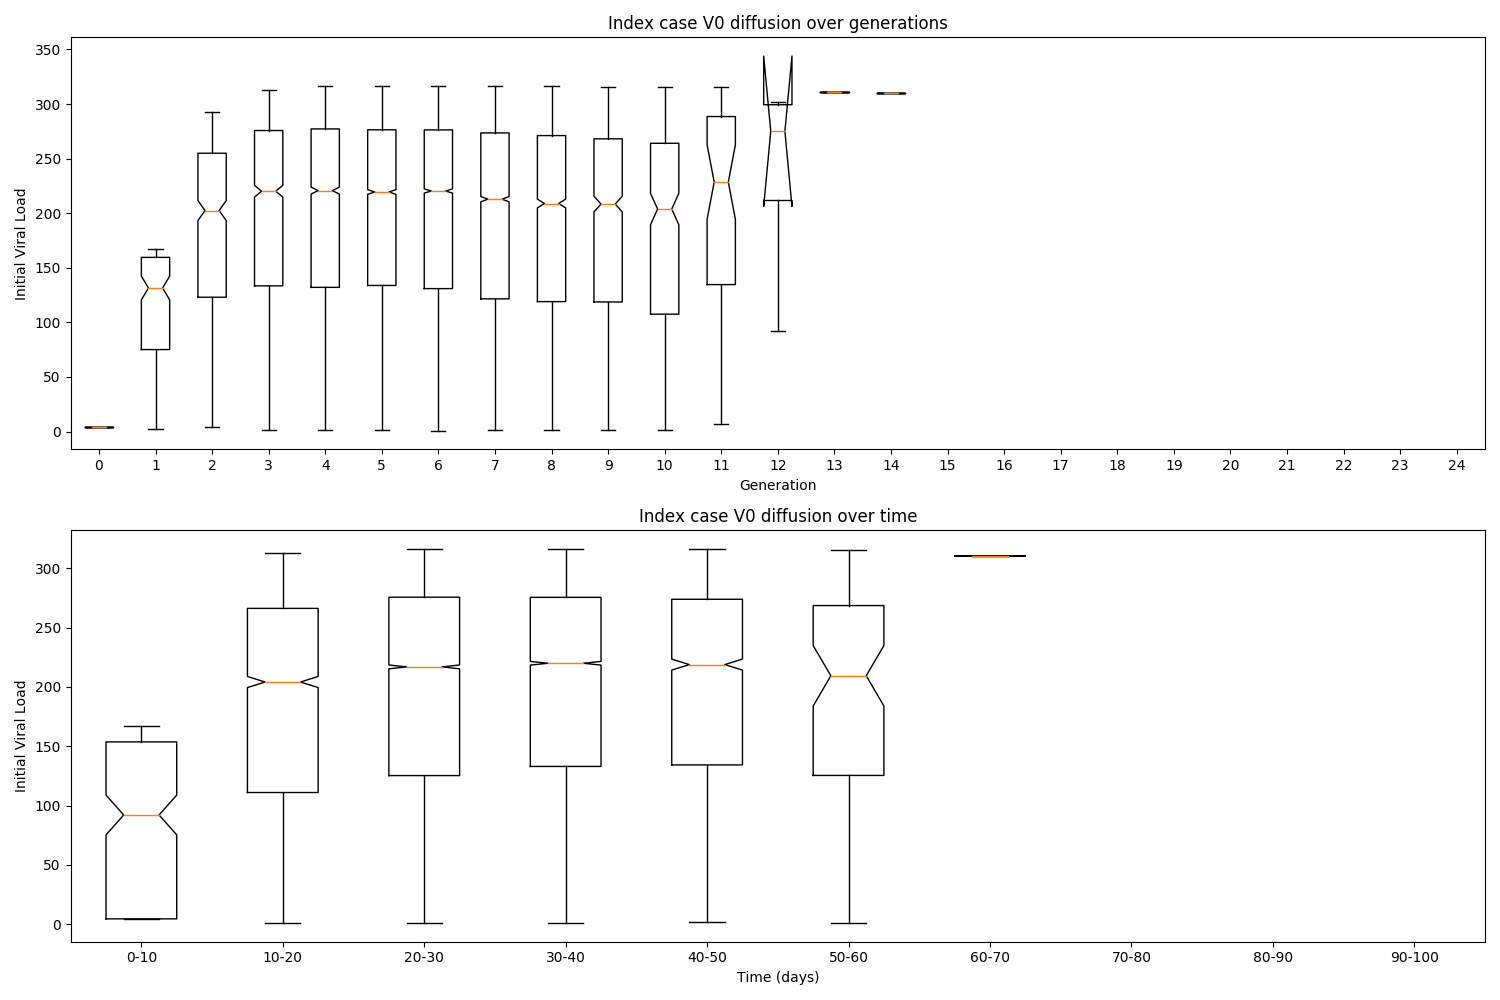 Index case V0 diffusion over generations
350
300
250
200
150
100
50
0
Initial Viral Load
0 1 2 3 4 5 6 7 8 9 10 11 12 13 14 15 16 17 18 19 20 21 22 23 24
Generation
Index case V0 diffusion over time
300
250
200
150
100
50
0
Initial Viral Load
0-10 10-20 20-30 30-40 40-50 50-60 60-70 70-80 80-90 90-100
Time (days)